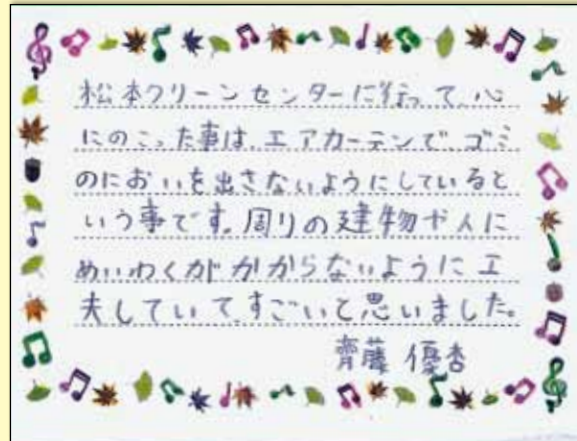 松本クリーンセンターに行って、心
にのこった事は、エアカーテンで、ゴミ
のにおいを出さないようにしていると
いう事です。周りの建物や人に
めいわくがかからないように工
夫していて、すごいと思いました。
齊藤 優杏